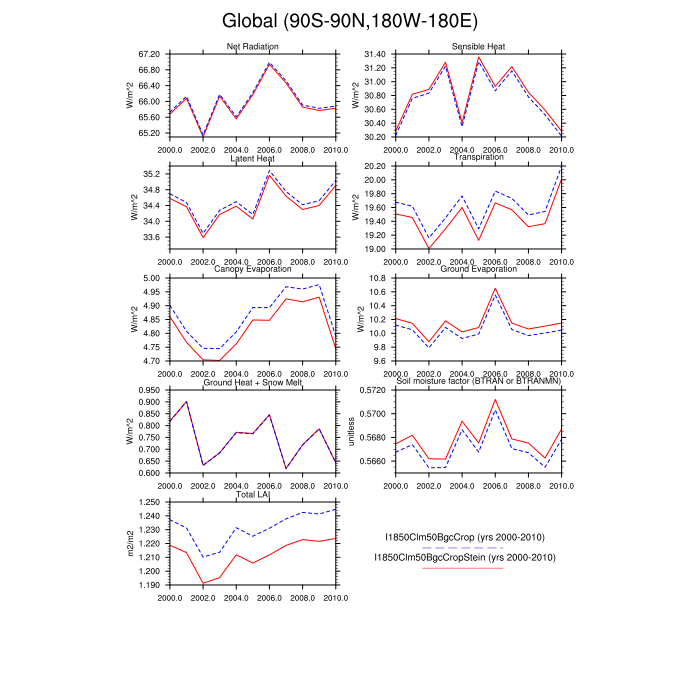 Global (90S-90N,180W-180E)
Net Radiation
67.20
66.80
66.40
66.00
65.60
65.20
W/m^2
2000.0 2002.0 2004.0 2006.0 2008.0 2010.0
Sensible Heat
31.40
31.20
31.00
30.80
30.60
30.40
30.20
W/m^2
2000.0 2002.0 2004.0 2006.0 2008.0 2010.0
Latent Heat
35.2
34.8
34.4
34.0
33.6
W/m^2
2000.0 2002.0 2004.0 2006.0 2008.0 2010.0
Transpiration
20.20
20.00
19.80
19.60
19.40
19.20
19.00
W/m^2
2000.0 2002.0 2004.0 2006.0 2008.0 2010.0
Canopy Evaporation
5.00
4.95
4.90
4.85
4.80
4.75
4.70
W/m^2
2000.0 2002.0 2004.0 2006.0 2008.0 2010.0
Ground Evaporation
10.8
10.6
10.4
10.2
10.0
9.8
9.6
W/m^2
2000.0 2002.0 2004.0 2006.0 2008.0 2010.0
Ground Heat + Snow Melt
0.950
0.900
0.850
0.800
0.750
0.700
0.650
0.600
W/m^2
2000.0 2002.0 2004.0 2006.0 2008.0 2010.0
Soil moisture factor (BTRAN or BTRANMN)
0.5720
0.5700
0.5680
0.5660
unitless
2000.0 2002.0 2004.0 2006.0 2008.0 2010.0
Total LAI
1.250
1.240
1.230
1.220
1.210
1.200
1.190
m2/m2
2000.0 2002.0 2004.0 2006.0 2008.0 2010.0
I1850Clm50BgcCrop (yrs 2000-2010)
I1850Clm50BgcCropStein (yrs 2000-2010)